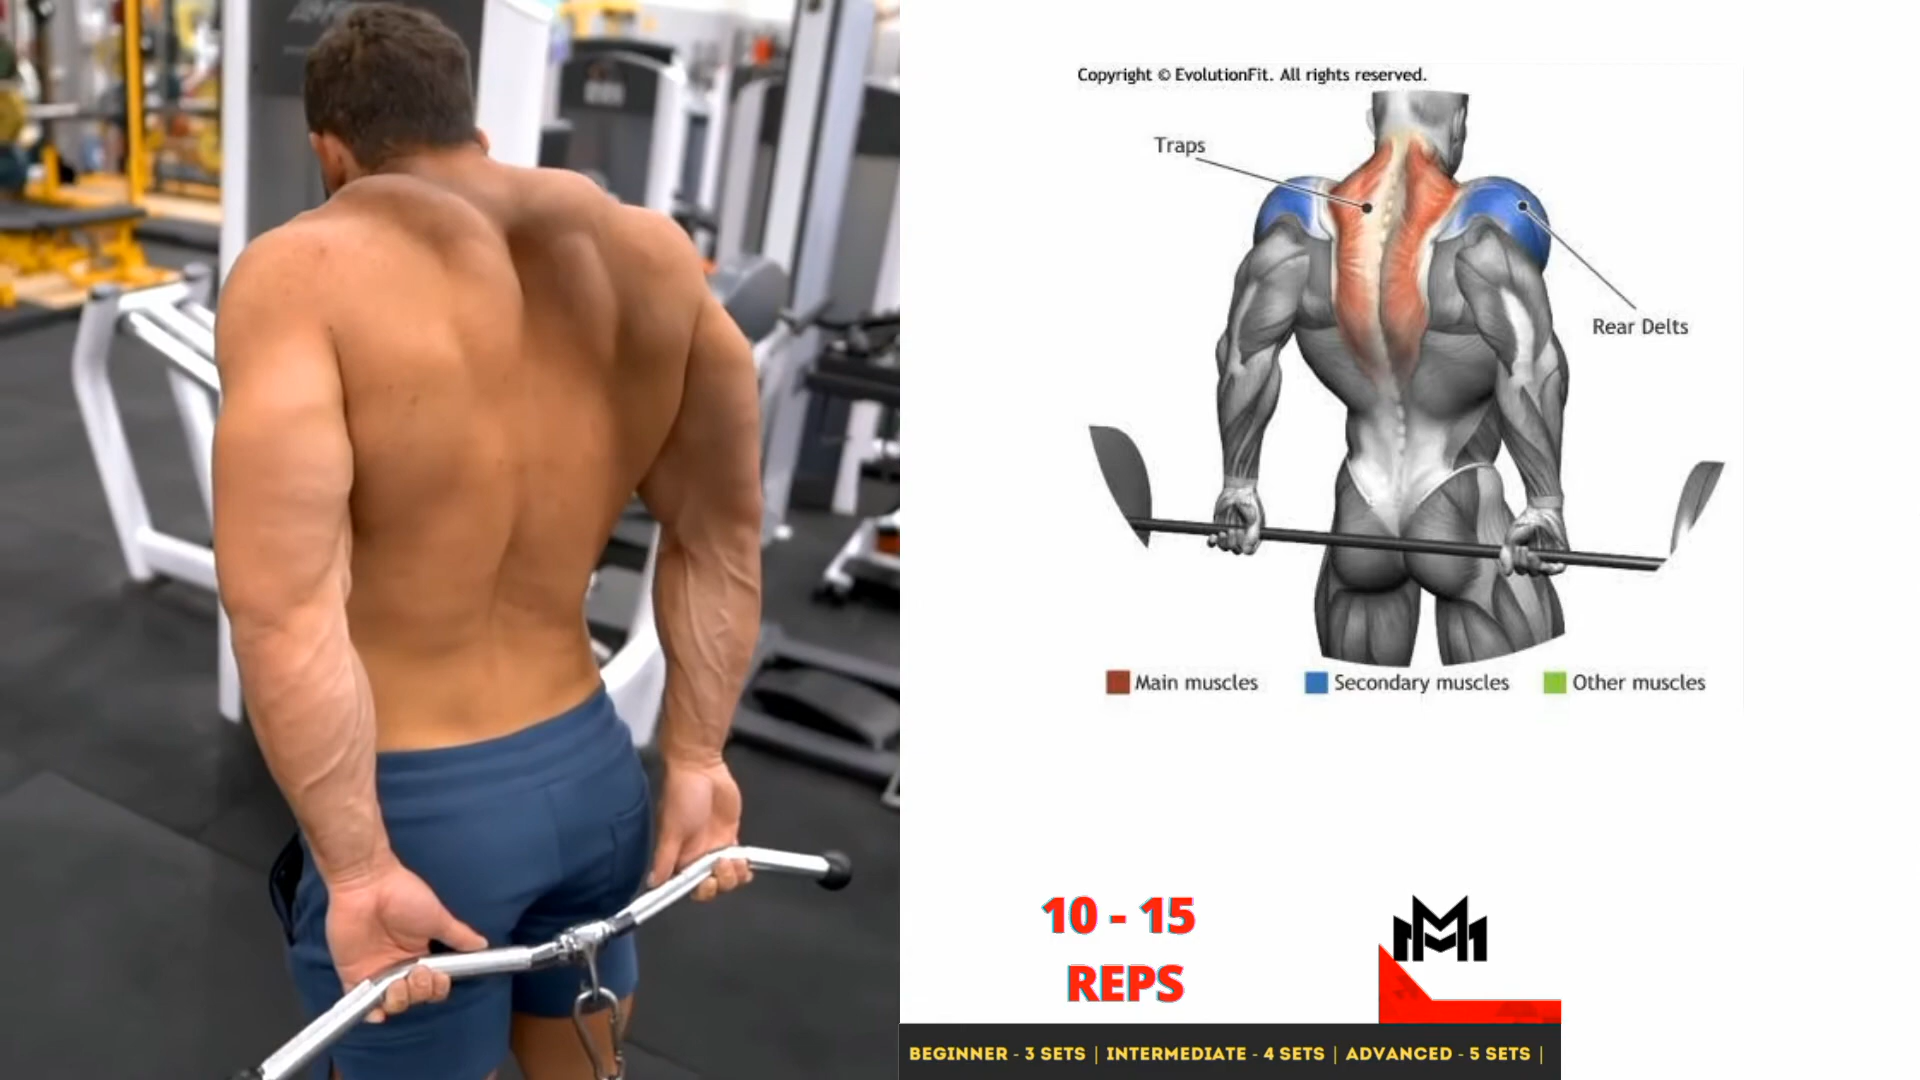 Copyright © EvolutionFit. All rights reserved.
Traps
Rear Delts
Main muscles
Secondary muscles
Other muscles
10 - 15
REPS
BEGINNER - 3 SETS | INTERMEDIATE - 4 SETS | ADVANCED - 5 SETS |